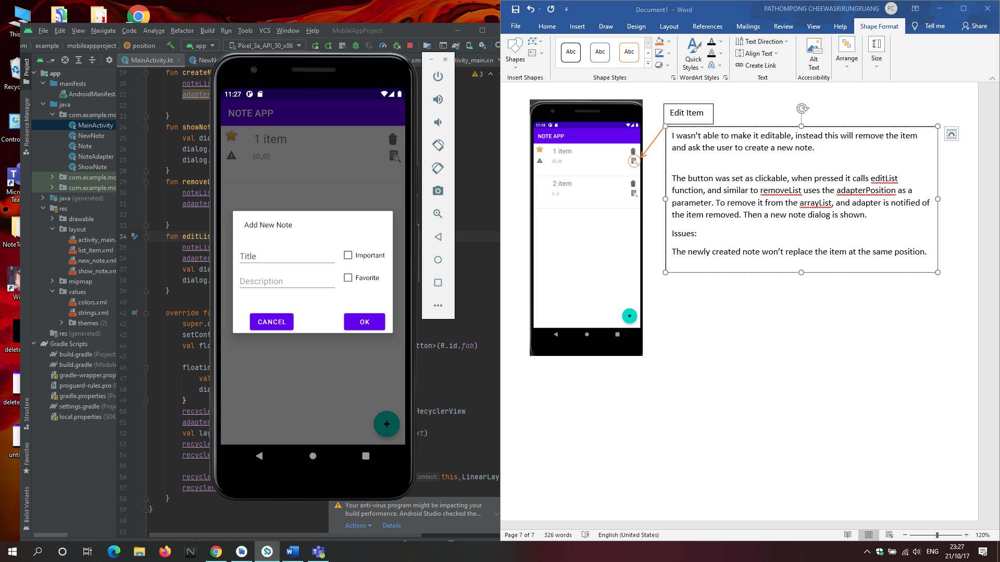 This
Recyc
Contro
Micro
Tea
NoteTo
Wi
delete
delete
unti
File Edit View Navigate Code Analyze Refactor Build Run Tools VCS Window Help MobileAppProject
om example mobileappproject position app Pixel_3a_API_30_x86
Project
Resource Manager
Structure
Favorites
Build Variants
app
manifests
AndroidManifest.
java
com.example.mo
MainActivity
NewNote
Note
NoteAdapter
ShowNote
com.example.mo
com.example.mo
java (generated)
res
drawable
layout
activity_main.
list_item.xml
new_note.xml
show_note.xm
mipmap
values
colors.xml
strings.xml
themes (2)
res (generated)
Gradle Scripts
build.gradle (Project:
build.gradle (Module
gradle-wrapper.prop
proguard-rules.pro (
gradle.properties (Pr
settings.gradle (Proje
local.properties (SDK
MainActivity.kt NewN .xm tivity_main.xm
3
19 fun createN
20 noteLis
21 adapter
22
23 }
24 fun showNot
25 val dia
26 dialog.
27 dialog.
28 }
29 fun removeL
30 noteLis
31 adapter
32
33 }
34 fun editLis
35 noteLis
36 adapter
37 val dia
38 dialog.
39 }
40
41 override fu
42 super.o
43 setCont
44 val flo tton>(R.id.fab)
45
46 floatin
47 val
48 dia
49 }
50 recycle RecyclerView
51 adapter
52 val lay xt)
53 recycle
54 recycle
55
56 recycle context: this,LinearLay
57 recycler
58 }
59 }
60
61
11:27
NOTE APP
1 item
(0_0)
Add New Note
Title
Important
Description
Favorite
CANCEL OK
+
Your anti-virus program might be impacting your
build performance. Android Studio checked the...
Actions Details
Document1 - Word PATHOMPONG CHEEWASRIRUNGRUANG PC
File Home Insert Draw Design Layout References Mailings Review View Help Shape Format Tell me Share
Shapes
Insert Shapes
Abc Abc Abc
Shape Styles
Quick
Styles
WordArt Styles
Text Direction
Align Text
Create Link
Text
Alt
Text
Accessibility
Arrange
Size
11:18
NOTE APP
1 item
(0_0)
2 item
(-_-)
+
Edit Item
I wasn't able to make it editable, instead this will remove the item
and ask the user to create a new note.
The button was set as clickable, when pressed it calls editList
function, and similar to removeList uses the adapterPosition as a
parameter. To remove it from the arrayList, and adapter is notified of
the item removed. Then a new note dialog is shown.
Issues:
The newly created note won't replace the item at the same position.
Page 7 of 7 326 words English (United States) 120%
ENG
23:27
21/10/17